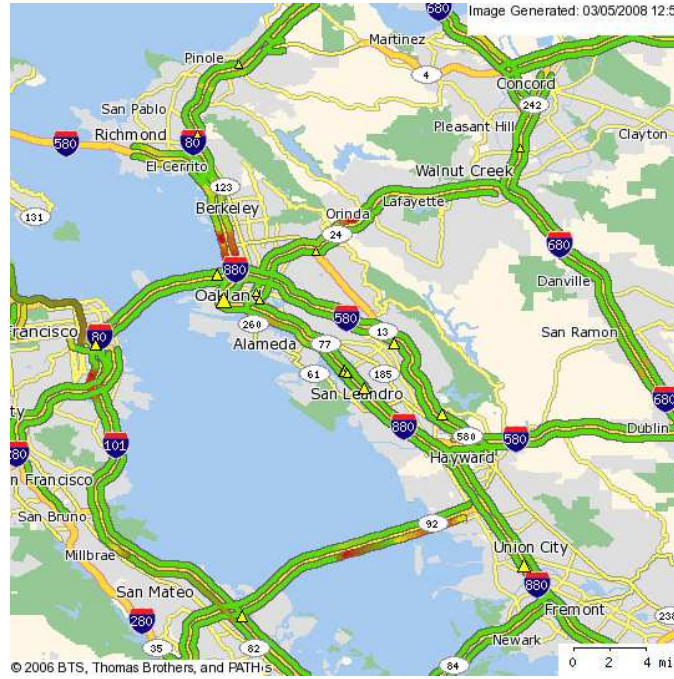 Image Generated: 03/05/2008 12:5
680
Martinez
Pinole
4
Concord
San Pablo
242
Richmond
80
Pleasant Hill
580
Clayton
El Cerrito
Walnut Creek
123
Lafayette
Berkeley
Orinda
131
24
680
880
Danville
Oakland
580
Francisco
80
260
13
San Ramon
Alameda
77
61
185
San Leandro
680
ty
880
Dublin
101
580
580
280
Hayward
n Francisco
San Bruno
92
Millbrae
Union City
San Mateo
880
280
Fremont
238
35
82
Newark
84
© 2006 BTS, Thomas Brothers, and PATH
0 2 4 mi